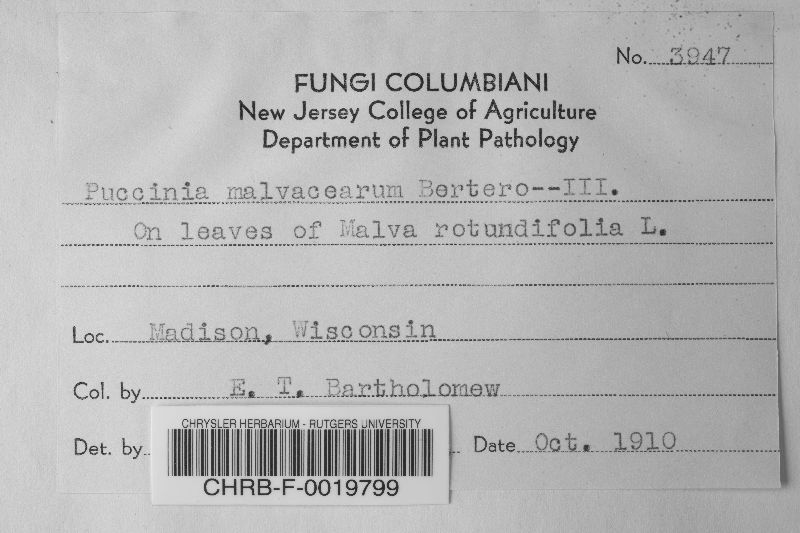 No. 3947
FUNGI COLUMBIANI
New Jersey College of Agriculture
Department of Plant Pathology
Puccinia malvacearum Bertero--III.
On leaves of Malva rotundifolia L.
Loc. Madison, Wisconsin
Col. by E. T. Bartholomew
Det. by
Date Oct. 1910
CHRYSLER HERBARIUM - RUTGERS UNIVERSITY
CHRB-F-0019799